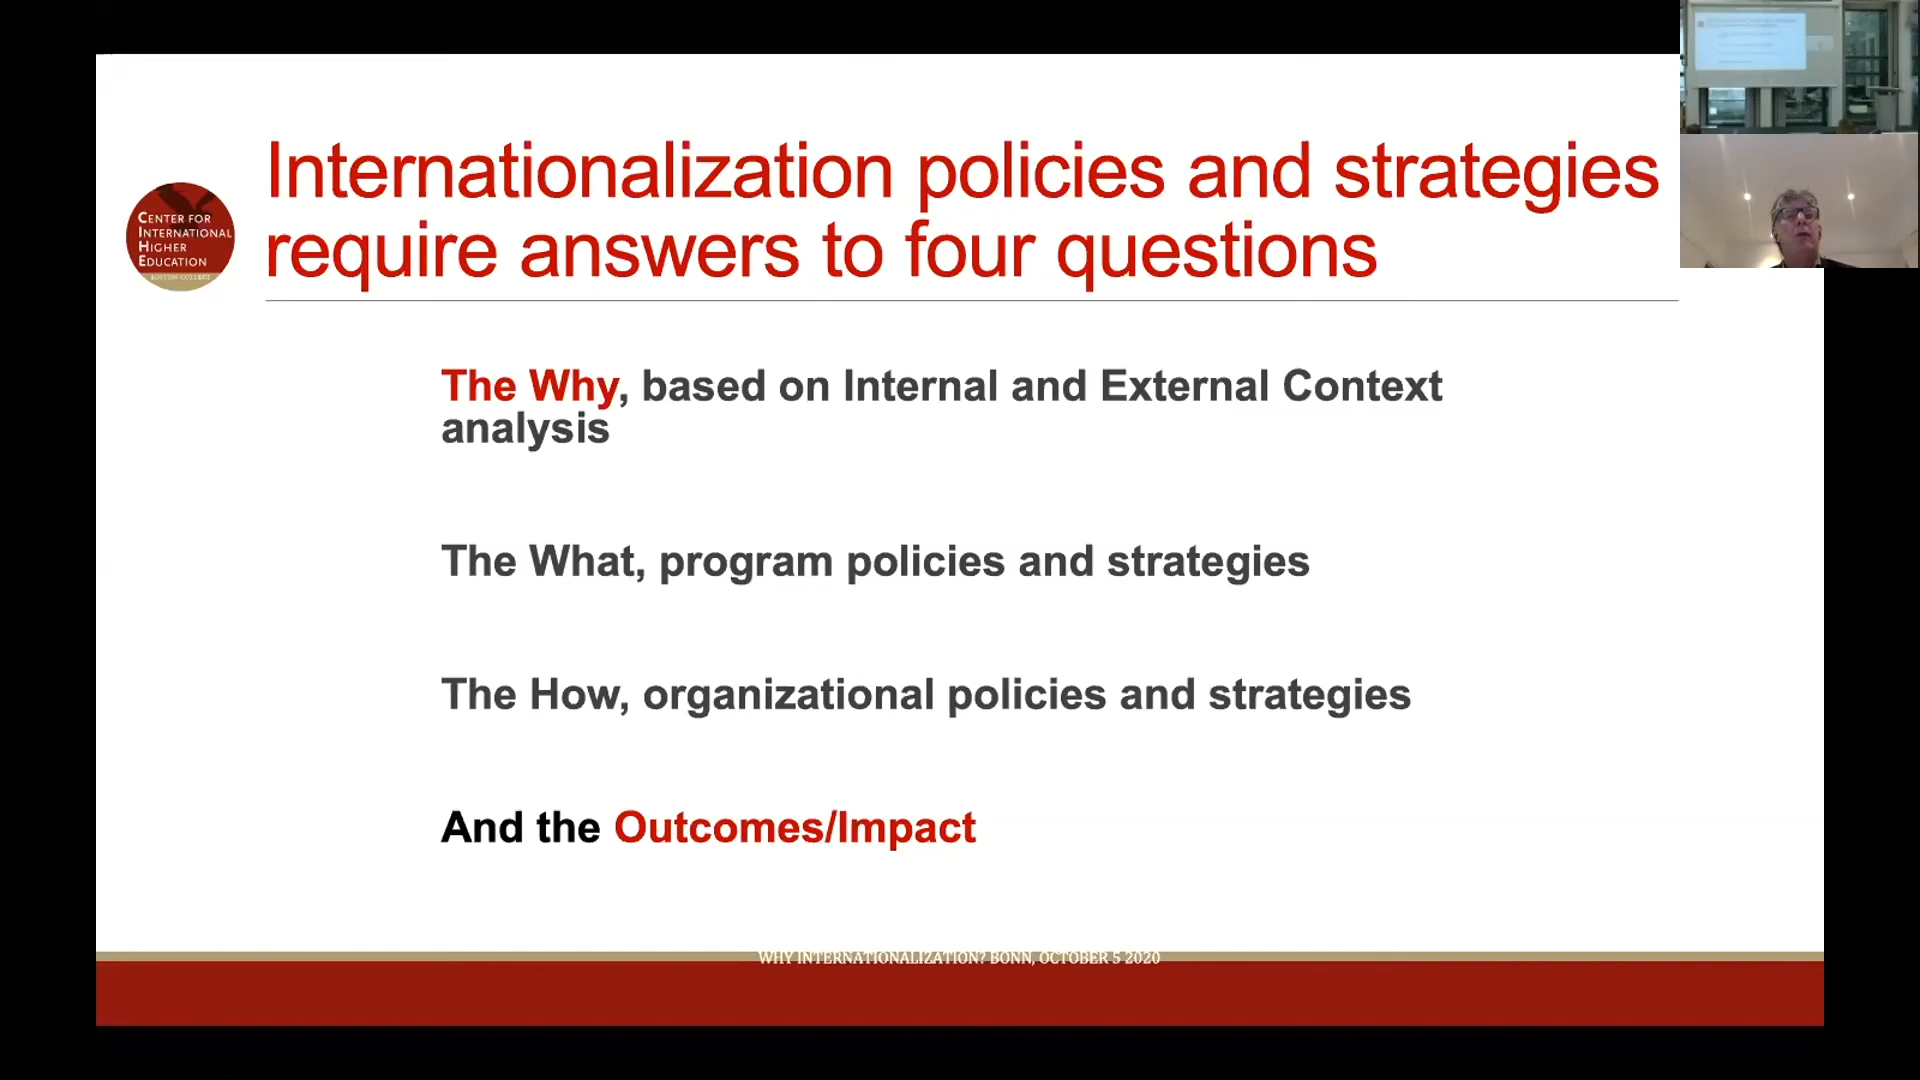 Internationalization policies and strategies
require answers to four questions
CENTER FOR
INTERNATIONAL
HIGHER
EDUCATION
BOSTON COLLEGE
The Why, based on Internal and External Context
analysis
The What, program policies and strategies
The How, organizational policies and strategies
And the Outcomes/Impact
WHY INTERNATIONALIZATION? BONN, OCTOBER 5 2020